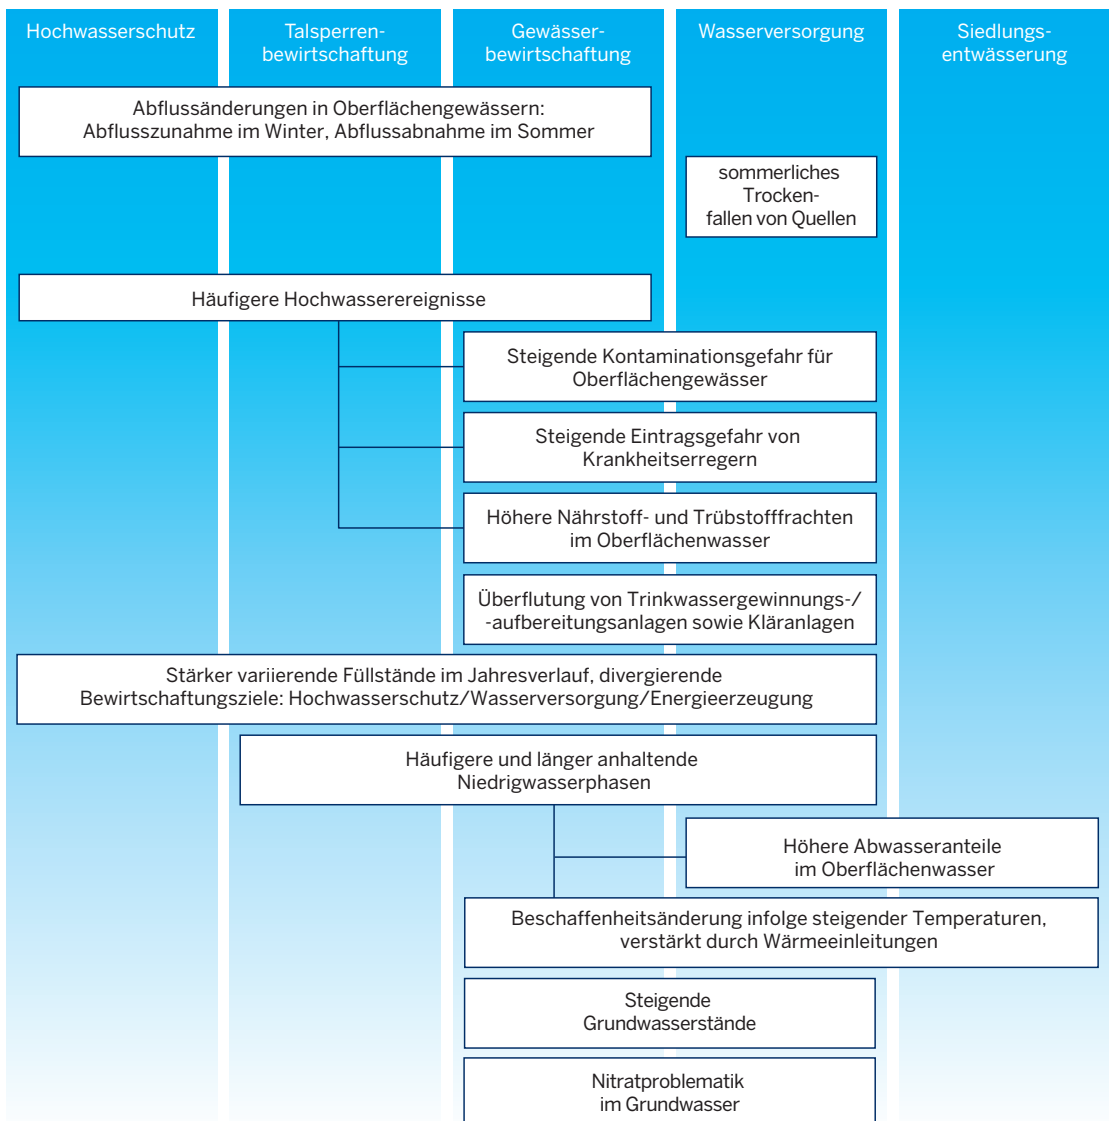 Hochwasserschutz
Talsperren-
bewirtschaftung
Gewässer-
bewirtschaftung
Wasserversorgung
Siedlungs-
entwässerung
Abflussänderungen in Oberflächengewässern:
Abflusszunahme im Winter, Abflussabnahme im Sommer
sommerliches
Trocken-
fallen von Quellen
Häufigere Hochwasserereignisse
Steigende Kontaminationsgefahr für
Oberflächengewässer
Steigende Eintragsgefahr von
Krankheitserregern
Höhere Nährstoff- und Trübstofffrachten
im Oberflächenwasser
Überflutung von Trinkwassergewinnungs-/
-aufbereitungsanlagen sowie Kläranlagen
Stärker variierende Füllstände im Jahresverlauf, divergierende
Bewirtschaftungsziele: Hochwasserschutz/Wasserversorgung/Energieerzeugung
Häufigere und länger anhaltende
Niedrigwasserphasen
Höhere Abwasseranteile
im Oberflächenwasser
Beschaffenheitsänderung infolge steigender Temperaturen,
verstärkt durch Wärmeeinleitungen
Steigende
Grundwasserstände
Nitratproblematik
im Grundwasser